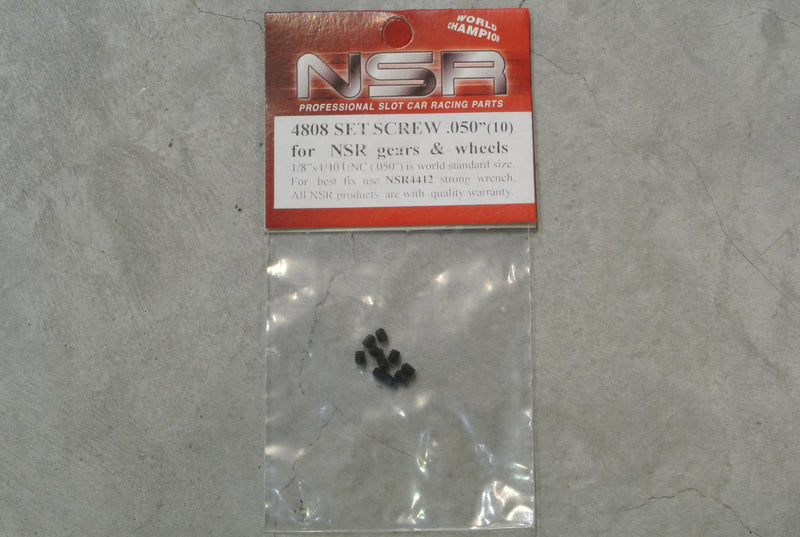 WORLD
CHAMPION
NSR
PROFESSIONAL SLOT CAR RACING PARTS
4808 SET SCREW .050”(10)
for NSR gears & wheels
1/8”x1/10 UNC (.050”) is world standard size.
For best fix use NSR4412 strong wrench.
All NSR products are with quality warranty.